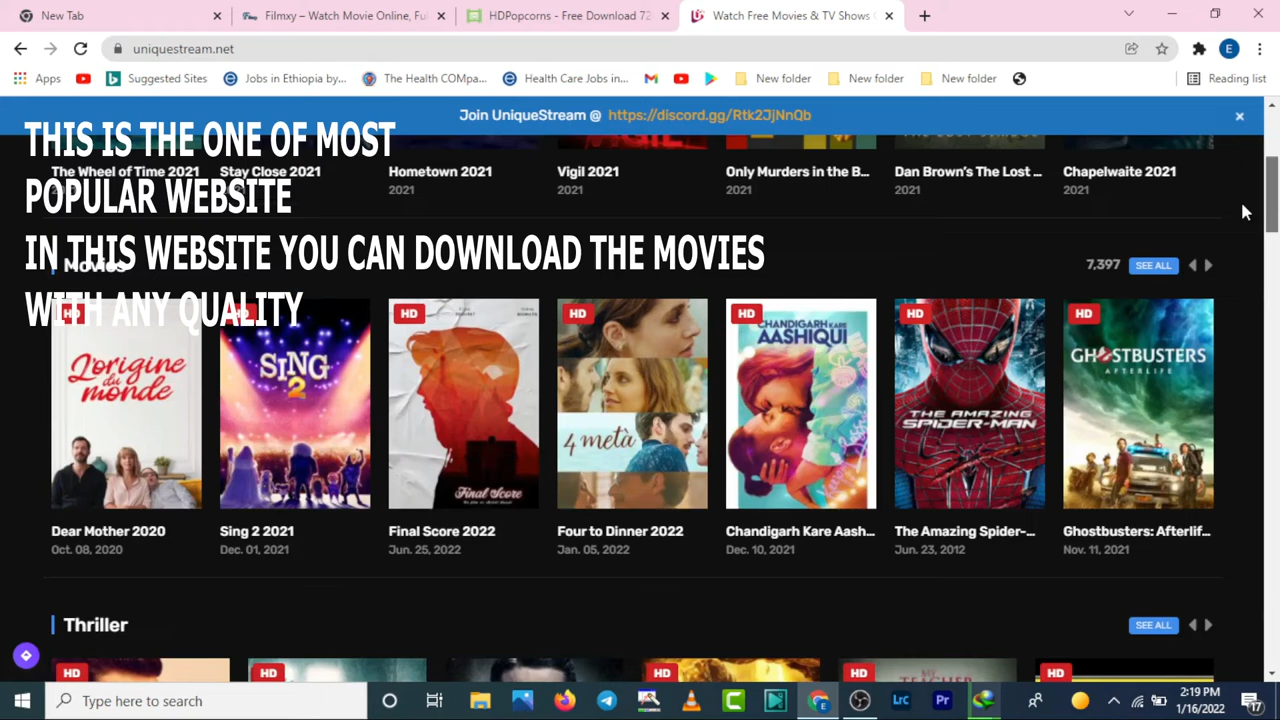 New Tab
Filmxy – Watch Movie Online, Fu
HDPopcorns - Free Download 72
Watch Free Movies & TV Shows
uniquestream.net
E
Apps
Suggested Sites
Jobs in Ethiopia by...
The Health COMpa...
Health Care Jobs in...
New folder
New folder
New folder
Reading list
Join UniqueStream @ https://discord.gg/Rtk2JjNnQb
THIS IS THE ONE OF MOST
POPULAR WEBSITE
IN THIS WEBSITE YOU CAN DOWNLOAD THE MOVIES
WITH ANY QUALITY
The Wheel of Time 2021
Stay Close 2021
Hometown 2021
Vigil 2021
Only Murders in the B...
Dan Brown's The Lost ...
Chapelwaite 2021
2021 2021 2021 2021 2021
Movies
7,397 SEE ALL
HD HD HD HD HD HD HD
L'origine du monde
SING 2
Final Score
4 metà
CHANDIGARH KARE AASHIQUI
THE AMAZING SPIDER-MAN
GHOSTBUSTERS AFTERLIFE
Dear Mother 2020
Sing 2 2021
Final Score 2022
Four to Dinner 2022
Chandigarh Kare Aash...
The Amazing Spider-...
Ghostbusters: Afterlif...
Oct. 08, 2020
Dec. 01, 2021
Jun. 25, 2022
Jan. 05, 2022
Dec. 10, 2021
Jun. 23, 2012
Nov. 11, 2021
Thriller
SEE ALL
HD HD HD HD HD
Type here to search
Lrc
Pr
2:19 PM
1/16/2022
17